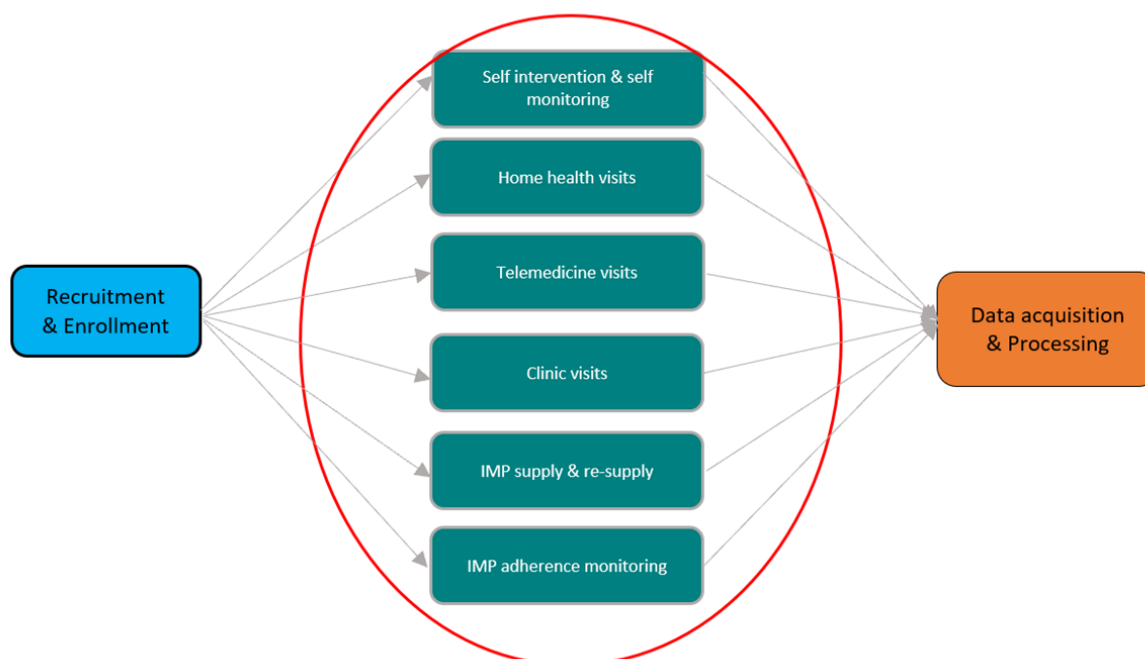 Self intervention & self
monitoring
Home health visits
Telemedicine visits
Recruitment
& Enrollment
Data acquisition
& Processing
Clinic visits
IMP supply & re-supply
IMP adherence monitoring